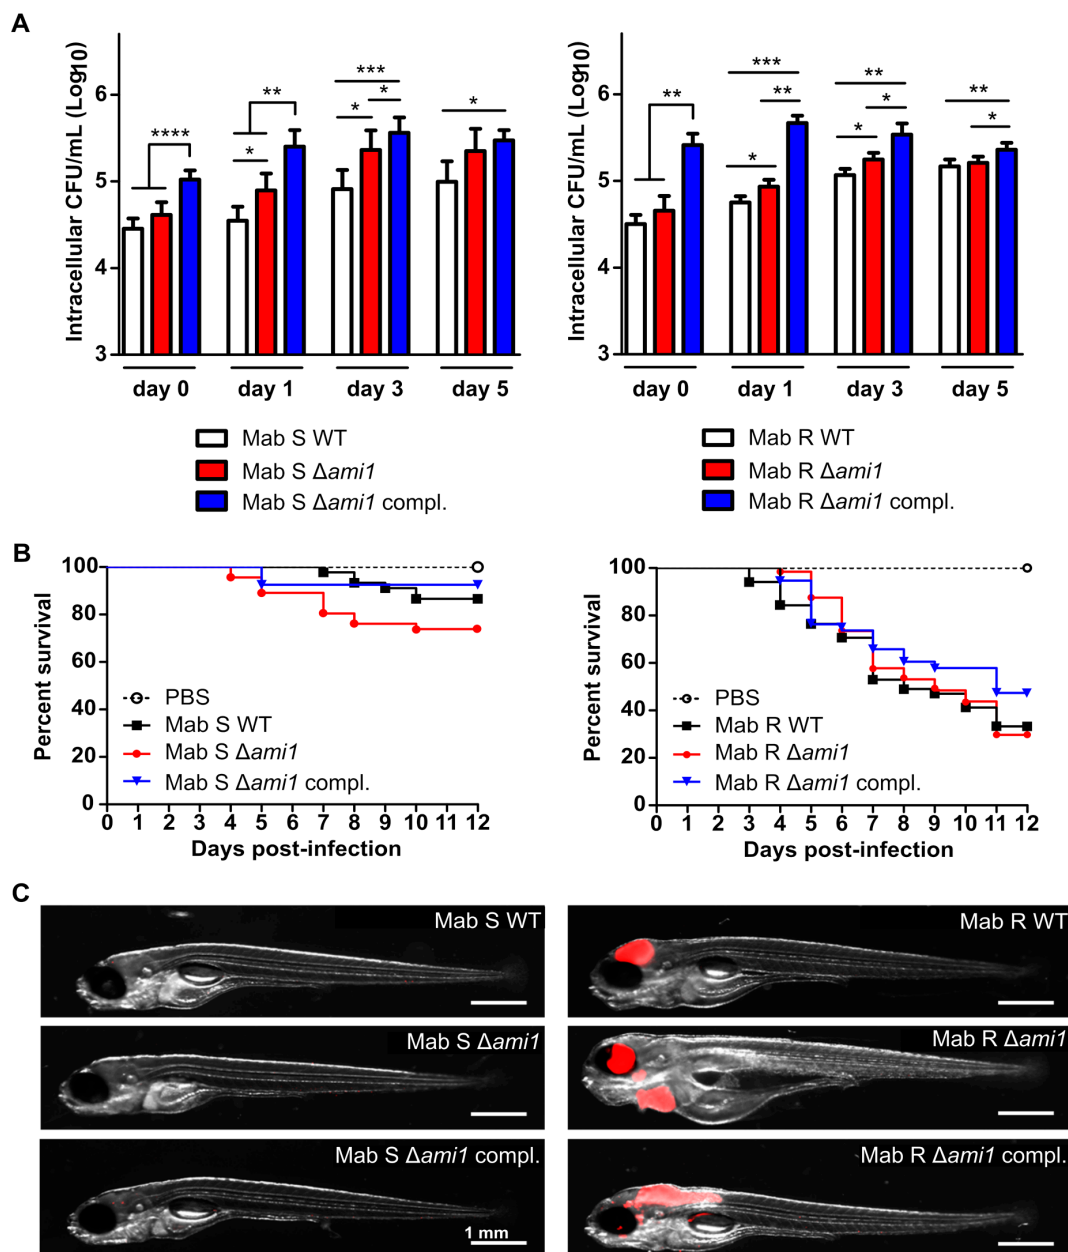 A
Intracellular CFU/mL (Log10)
6
5
4
3
****
**
*
***
*
*
*
day 0
day 1
day 3
day 5
Mab S WT
Mab S Δami1
Mab S Δami1 compl.
Intracellular CFU/mL (Log10)
6
5
4
3
**
***
**
*
**
*
*
**
*
day 0
day 1
day 3
day 5
Mab R WT
Mab R Δami1
Mab R Δami1 compl.
B
Percent survival
100
80
60
40
20
0
PBS
Mab S WT
Mab S Δami1
Mab S Δami1 compl.
0 1 2 3 4 5 6 7 8 9 10 11 12
Days post-infection
Percent survival
100
80
60
40
20
0
PBS
Mab R WT
Mab R Δami1
Mab R Δami1 compl.
0 1 2 3 4 5 6 7 8 9 10 11 12
Days post-infection
C
Mab S WT
Mab R WT
Mab S Δami1
Mab R Δami1
Mab S Δami1 compl.
1 mm
Mab R Δami1 compl.